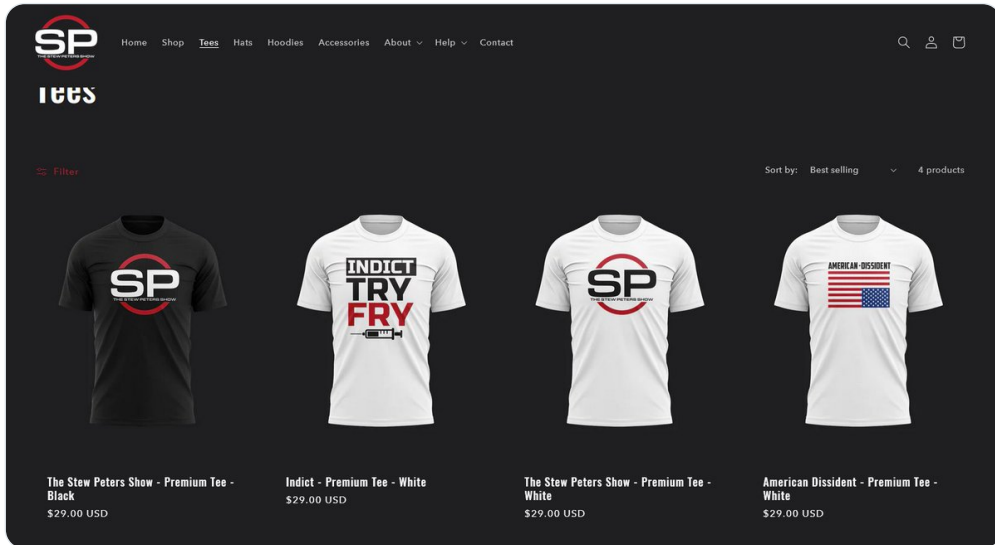 SP
THE STEW PETERS SHOW
Home Shop Tees Hats Hoodies Accessories About Help Contact
Tees
Filter
Sort by: Best selling 4 products
SP
THE STEW PETERS SHOW
INDICT
TRY
FRY
SP
THE STEW PETERS SHOW
AMERICAN-DISSIDENT
The Stew Peters Show - Premium Tee -
Black
$29.00 USD
Indict - Premium Tee - White
$29.00 USD
The Stew Peters Show - Premium Tee -
White
$29.00 USD
American Dissident - Premium Tee -
White
$29.00 USD